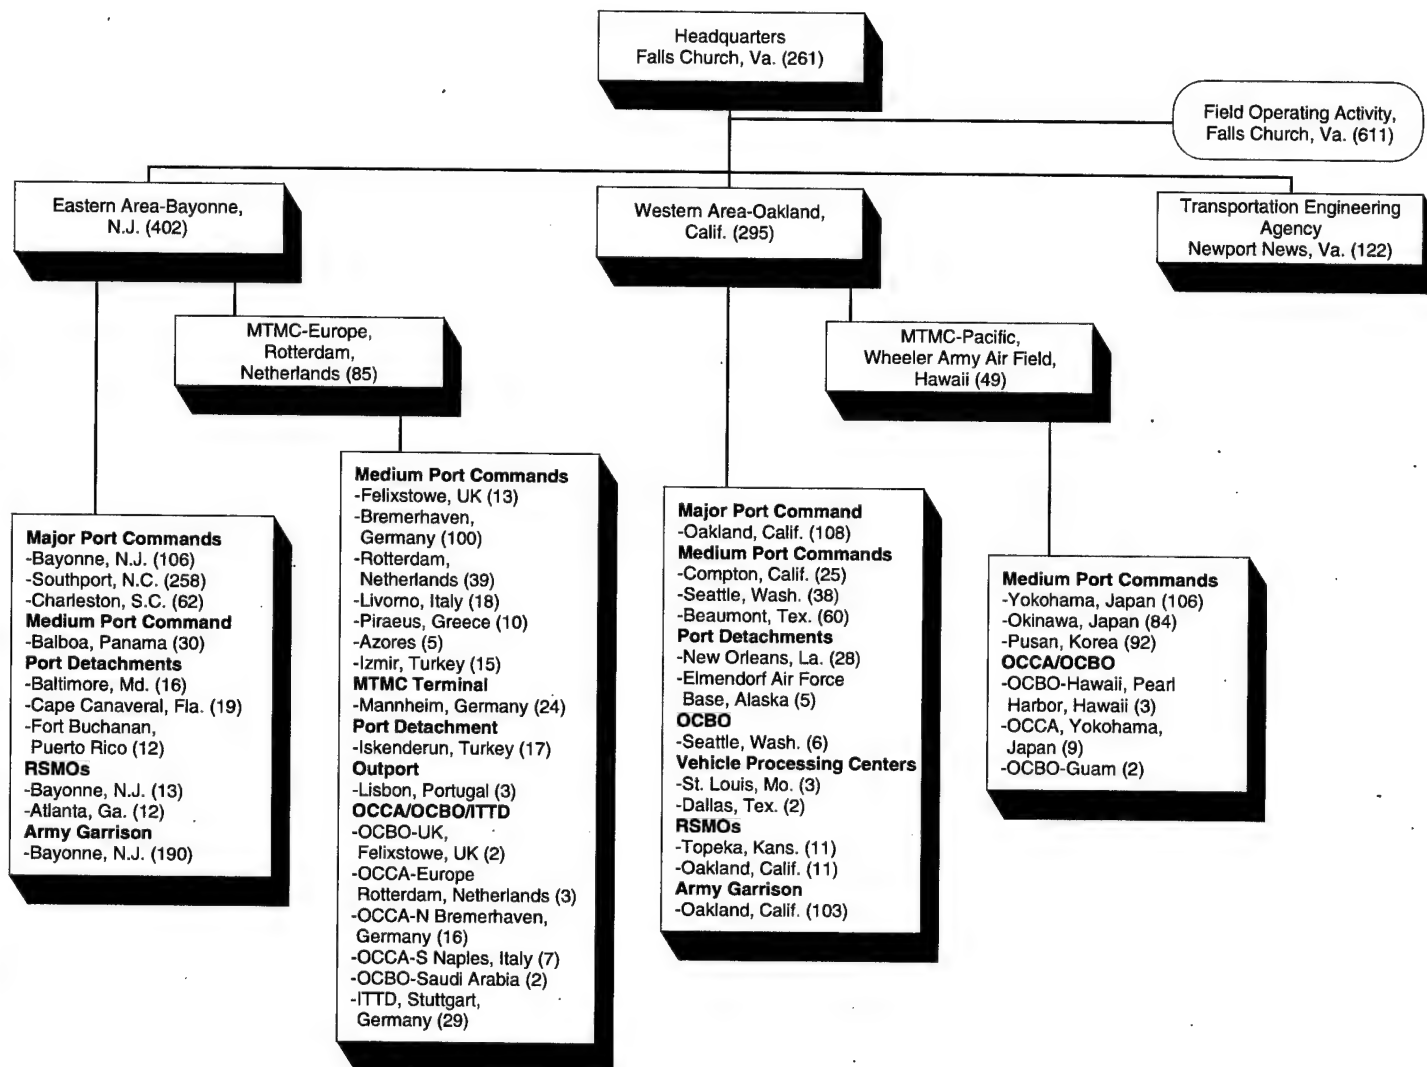 Headquarters
Falls Church, Va. (261)
Field Operating Activity,
Falls Church, Va. (611)
Eastern Area-Bayonne,
N.J. (402)
Western Area-Oakland,
Calif. (295)
Transportation Engineering
Agency
Newport News, Va. (122)
MTMC-Europe,
Rotterdam,
Netherlands (85)
MTMC-Pacific,
Wheeler Army Air Field,
Hawaii (49)
Major Port Commands
-Bayonne, N.J. (106)
-Southport, N.C. (258)
-Charleston, S.C. (62)
Medium Port Command
-Balboa, Panama (30)
Port Detachments
-Baltimore, Md. (16)
-Cape Canaveral, Fla. (19)
-Fort Buchanan,
Puerto Rico (12)
RSMOs
-Bayonne, N.J. (13)
-Atlanta, Ga. (12)
Army Garrison
-Bayonne, N.J. (190)
Medium Port Commands
-Felixstowe, UK (13)
-Bremerhaven,
Germany (100)
-Rotterdam,
Netherlands (39)
-Livorno, Italy (18)
-Piraeus, Greece (10)
-Azores (5)
-Izmir, Turkey (15)
MTMC Terminal
-Mannheim, Germany (24)
Port Detachment
-Iskenderun, Turkey (17)
Outport
-Lisbon, Portugal (3)
OCCA/OCBO/ITTD
-OCBO-UK,
Felixstowe, UK (2)
-OCCA-Europe
Rotterdam, Netherlands (3)
-OCCA-N Bremerhaven,
Germany (16)
-OCCA-S Naples, Italy (7)
-OCBO-Saudi Arabia (2)
-ITTD, Stuttgart,
Germany (29)
Major Port Command
-Oakland, Calif. (108)
Medium Port Commands
-Compton, Calif. (25)
-Seattle, Wash. (38)
-Beaumont, Tex. (60)
Port Detachments
-New Orleans, La. (28)
-Elmendorf Air Force
Base, Alaska (5)
OCBO
-Seattle, Wash. (6)
Vehicle Processing Centers
-St. Louis, Mo. (3)
-Dallas, Tex. (2)
RSMOs
-Topeka, Kans. (11)
-Oakland, Calif. (11)
Army Garrison
-Oakland, Calif. (103)
Medium Port Commands
-Yokohama, Japan (106)
-Okinawa, Japan (84)
-Pusan, Korea (92)
OCCA/OCBO
-OCBO-Hawaii, Pearl
Harbor, Hawaii (3)
-OCCA, Yokohama,
Japan (9)
-OCBO-Guam (2)